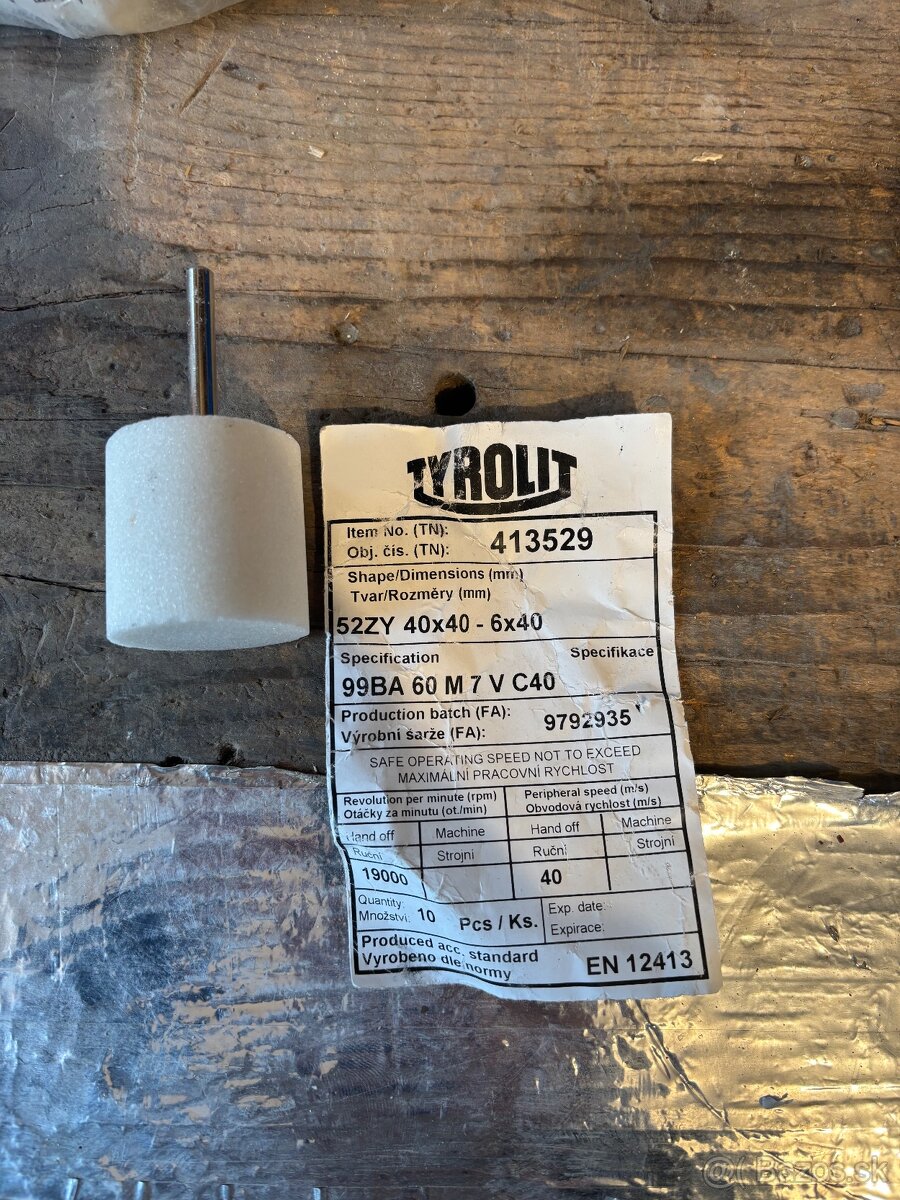 TYROLIT
Item No. (TN):
Obj. čís. (TN):
413529
Shape/Dimensions (mm)
Tvar/Rozměry (mm)
52ZY 40x40 - 6x40
Specification
Specifikace
99BA 60 M 7 V C40
Production batch (FA):
Výrobní šarže (FA):
9792935
SAFE OPERATING SPEED NOT TO EXCEED
MAXIMÁLNÍ PRACOVNÍ RYCHLOST
Revolution per minute (rpm)
Otáčky za minutu (ot./min)
Peripheral speed (m/s)
Obvodová rychlost (m/s)
Hand off
Machine
Hand off
Machine
Ruční
Strojní
Ruční
Strojní
19000
40
Quantity:
Množství:
10
Pcs / Ks.
Exp. date:
Expirace:
Produced acc. standard
Vyrobeno dle normy
EN 12413
Bazos.sk